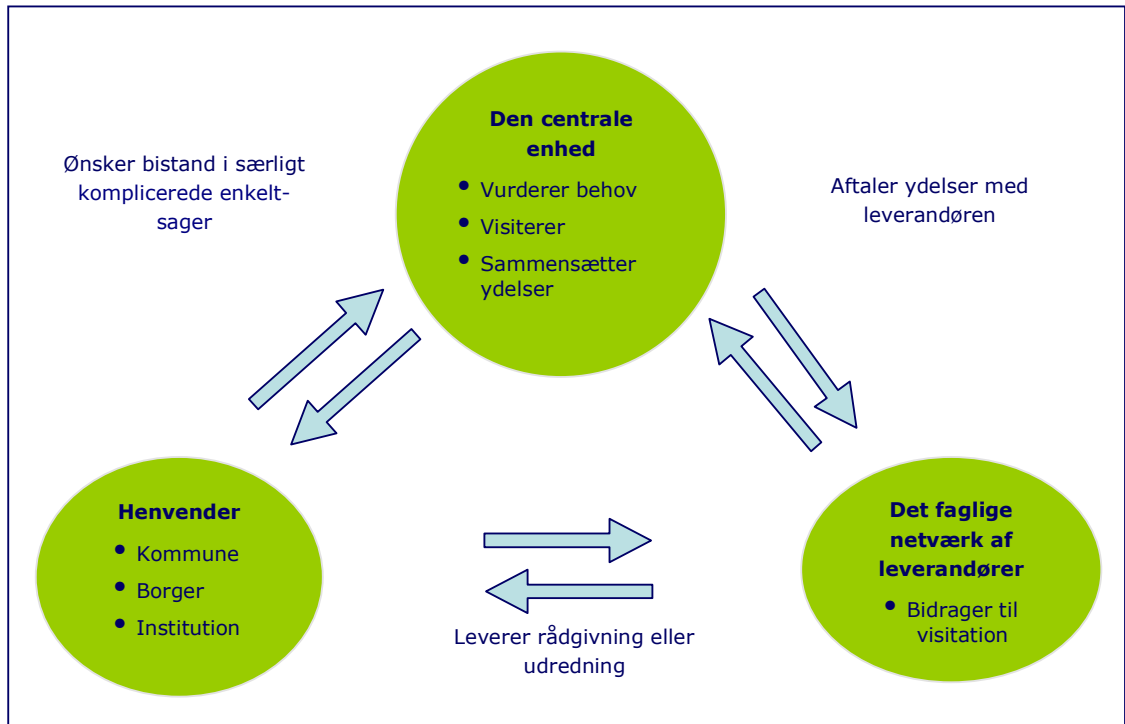 Den centrale
enhed
• Vurderer behov
• Visiterer
• Sammensætter
ydelser
Ønsker bistand i særligt
komplicerede enkelt-
sager
Aftaler ydelser med
leverandøren
Henvender
• Kommune
• Borger
• Institution
Leverer rådgivning eller
udredning
Det faglige
netværk af
leverandører
• Bidrager til
visitation